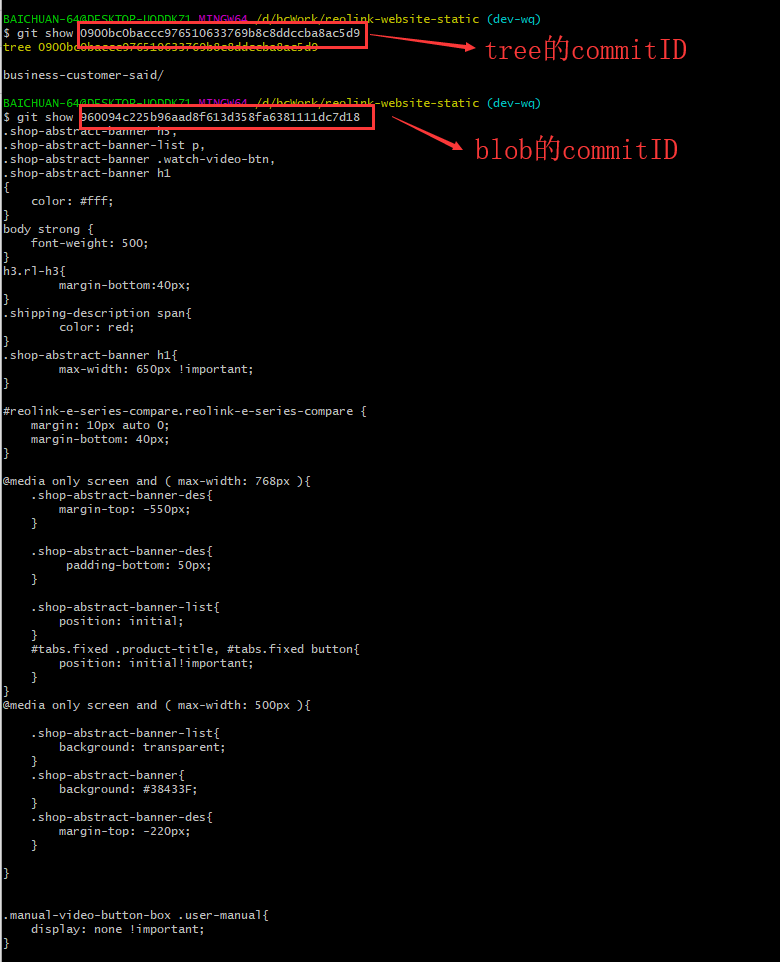 BAICHUAN-64@DESKTOP-UODDKZ1 MINGW64 /d/bcWork/reolink-website-static (dev-wq)
$ git show 0900bc0baccc976510633769b8c8ddccba8ac5d9
tree 0900bc0baccc976510633769b8c8ddccba8ac5d9
tree的commitID
business-customer-said/
BAICHUAN-64@DESKTOP-UODDKZ1 MINGW64 /d/bcWork/reolink-website-static (dev-wq)
$ git show 960094c225b96aad8f613d358fa6381111dc7d18
blob的commitID
.shop-abstract-banner h3,
.shop-abstract-banner-list p,
.shop-abstract-banner .watch-video-btn,
.shop-abstract-banner h1
{
    color: #fff;
}
body strong {
    font-weight: 500;
}
h3.rl-h3{
        margin-bottom:40px;
}
.shipping-description span{
        color: red;
}
.shop-abstract-banner h1{
        max-width: 650px !important;
}
#reolink-e-series-compare.reolink-e-series-compare {
    margin: 10px auto 0;
    margin-bottom: 40px;
}
@media only screen and ( max-width: 768px ){
    .shop-abstract-banner-des{
        margin-top: -550px;
    }
    .shop-abstract-banner-des{
         padding-bottom: 50px;
    }
    .shop-abstract-banner-list{
        position: initial;
    }
    #tabs.fixed .product-title, #tabs.fixed button{
        position: initial!important;
    }
}
@media only screen and ( max-width: 500px ){
    .shop-abstract-banner-list{
        background: transparent;
    }
    .shop-abstract-banner{
        background: #38433F;
    }
    .shop-abstract-banner-des{
        margin-top: -220px;
    }
}
.manual-video-button-box .user-manual{
    display: none !important;
}